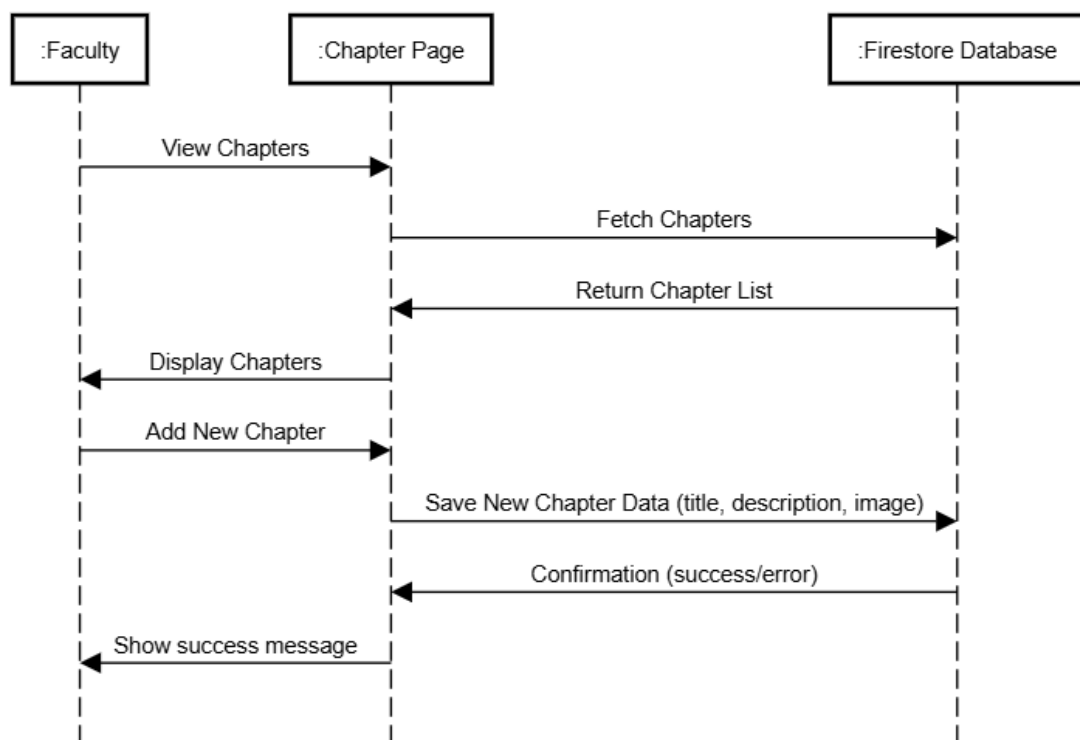 :Faculty
:Chapter Page
:Firestore Database
View Chapters
Fetch Chapters
Return Chapter List
Display Chapters
Add New Chapter
Save New Chapter Data (title, description, image)
Confirmation (success/error)
Show success message